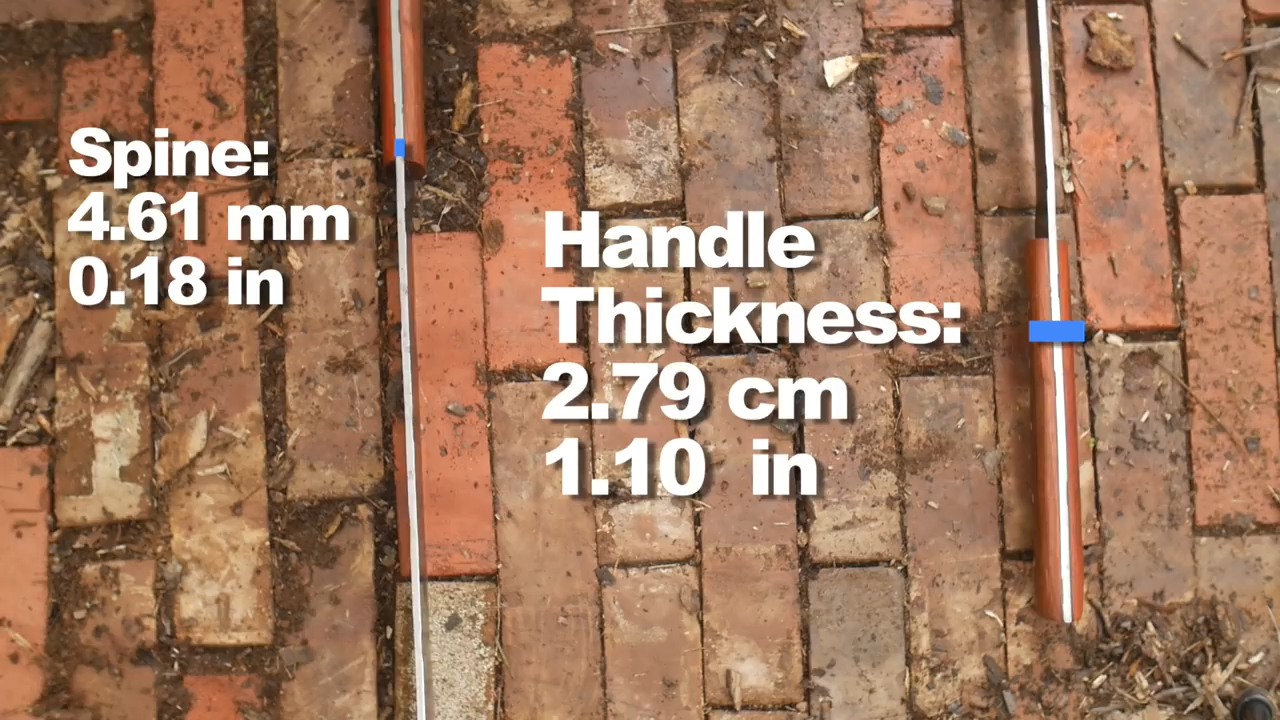 Spine:
4.61 mm
0.18 in
Handle
Thickness:
2.79 cm
1.10 in